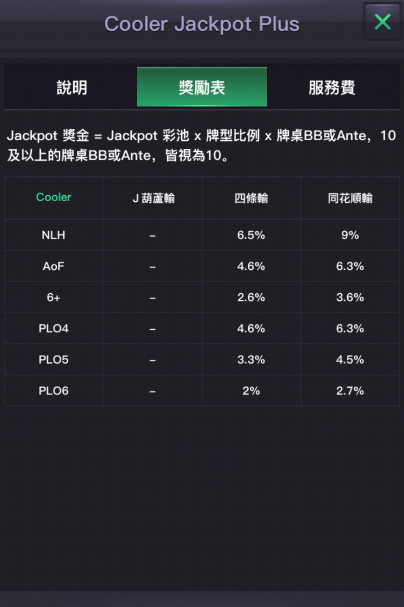 Cooler Jackpot Plus
說明 獎勵表 服務費
Jackpot 獎金 = Jackpot 彩池 x 牌型比例 x 牌桌BB或Ante，10
及以上的牌桌BB或Ante，皆視為10。
Cooler J 葫蘆輸 四條輸 同花順輸
NLH – 6.5% 9%
AoF – 4.6% 6.3%
6+ – 2.6% 3.6%
PLO4 – 4.6% 6.3%
PLO5 – 3.3% 4.5%
PLO6 – 2% 2.7%